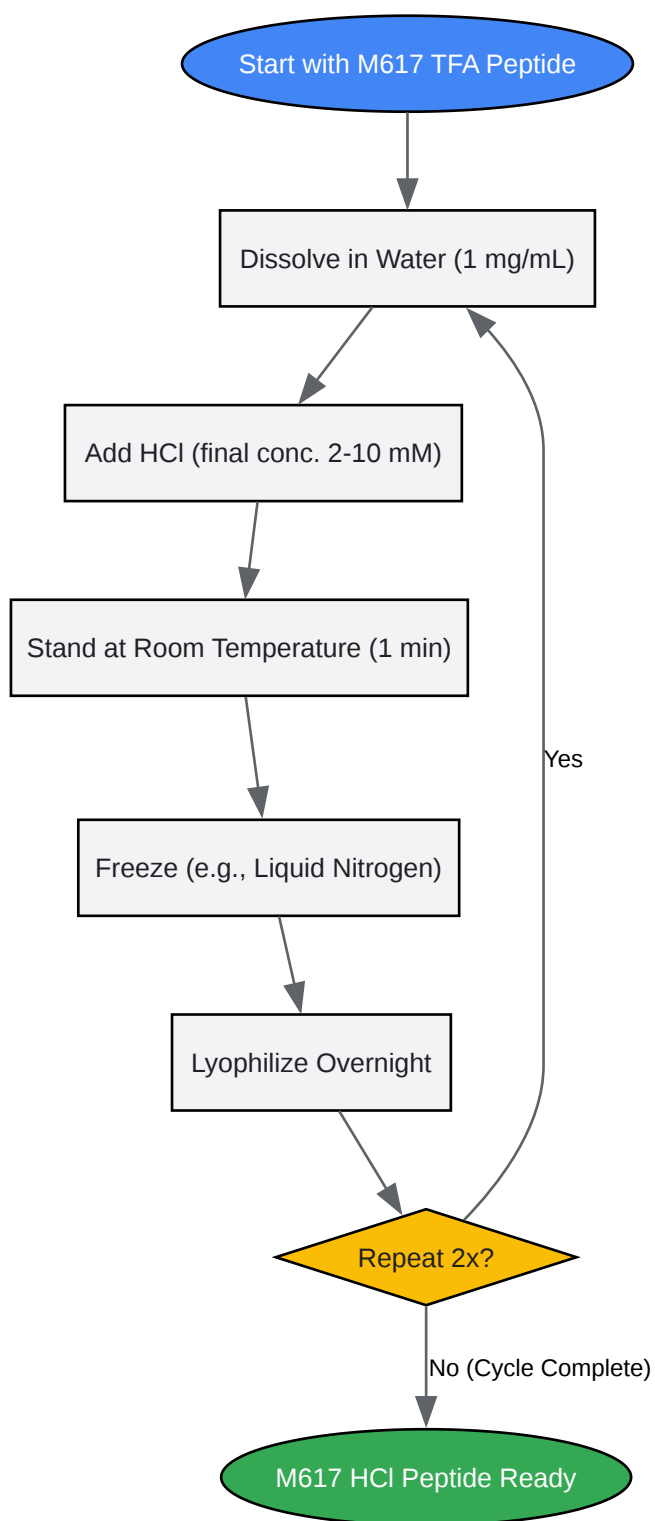 Start with M617 TFA Peptide
Dissolve in Water (1 mg/mL)
Add HCl (final conc. 2-10 mM)
Stand at Room Temperature (1 min)
Yes
Freeze (e.g., Liquid Nitrogen)
Lyophilize Overnight
Repeat 2x?
No (Cycle Complete)
M617 HCl Peptide Ready